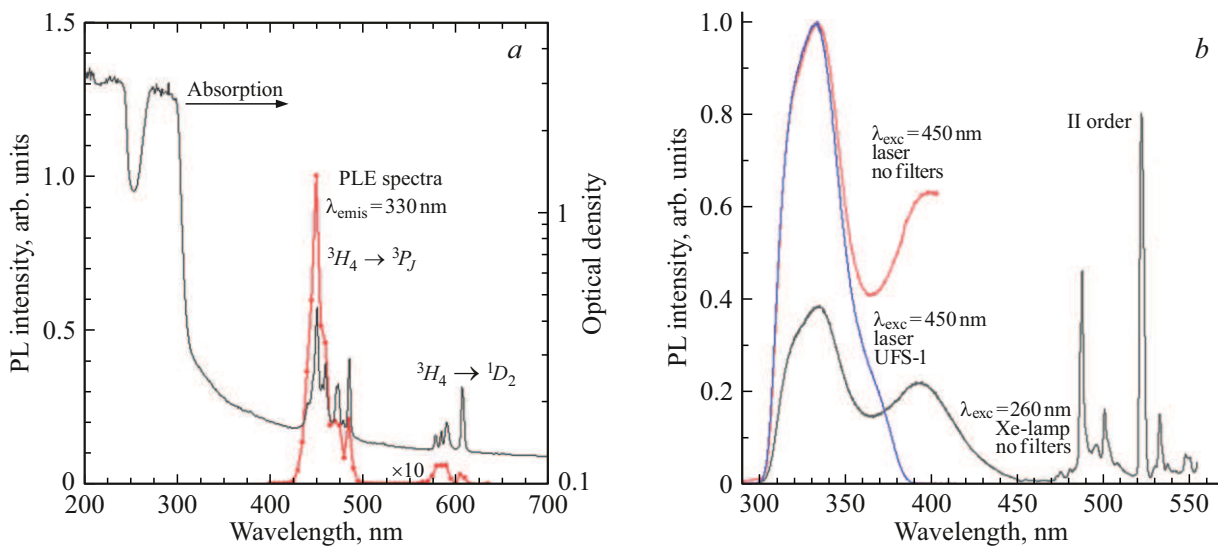 a
1.5
1.0
0.5
0
PL intensity, arb. units
Absorption
PLE spectra
λemis = 330 nm
³H₄ → ³P_J
³H₄ → ¹D₂
×10
1
0.1
Optical density
200 300 400 500 600 700
Wavelength, nm
b
1.0
0.8
0.6
0.4
0.2
0
PL intensity, arb. units
λexc = 450 nm
laser
no filters
II order
λexc = 450 nm
laser
UFS-1
λexc = 260 nm
Xe-lamp
no filters
300 350 400 450 500 550
Wavelength, nm